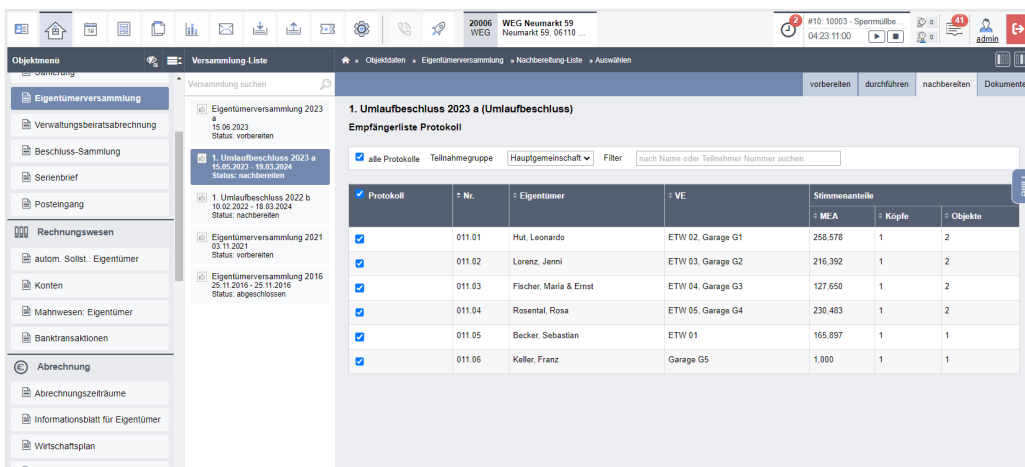 19
20006
WEG
WEG Neumarkt 59
Neumarkt 59, 06110 ...
2
#10: 10003 - Sperrmüllbe...
04:23:11:00
0
0
41
admin
Objektmenü
Versammlung-Liste
» Objektdaten » Eigentümerversammlung » Nachbereitung-Liste » Auswählen
Eigentümerversammlung
Verwaltungsbeiratsabrechnung
Beschluss-Sammlung
Serienbrief
Posteingang
Rechnungswesen
autom. Sollst.: Eigentümer
Konten
Mahnwesen: Eigentümer
Banktransaktionen
Abrechnung
Abrechnungszeiträume
Informationsblatt für Eigentümer
Wirtschaftsplan
Versammlung suchen
Eigentümerversammlung 2023
a
15.06.2023
Status: vorbereiten
1. Umlaufbeschluss 2023 a
15.05.2023 - 19.03.2024
Status: nachbereiten
1. Umlaufbeschluss 2022 b
10.02.2022 - 18.03.2024
Status: nachbereiten
Eigentümerversammlung 2021
03.11.2021
Status: vorbereiten
Eigentümerversammlung 2016
25.11.2016 - 25.11.2016
Status: abgeschlossen
vorbereiten durchführen nachbereiten Dokumente
1. Umlaufbeschluss 2023 a (Umlaufbeschluss)
Empfängerliste Protokoll
alle Protokolle Teilnahmegruppe Hauptgemeinschaft Filter nach Name oder Teilnehmer Nummer suchen
Protokoll Nr. Eigentümer VE Stimmenanteile
MEA Köpfe Objekte
011.01 Hut, Leonardo ETW 02, Garage G1 258,578 1 2
011.02 Lorenz, Jenni ETW 03, Garage G2 216,392 1 2
011.03 Fischer, Maria & Ernst ETW 04, Garage G3 127,650 1 2
011.04 Rosental, Rosa ETW 05, Garage G4 230,483 1 2
011.05 Becker, Sebastian ETW 01 165,897 1 1
011.06 Keller, Franz Garage G5 1,000 1 1